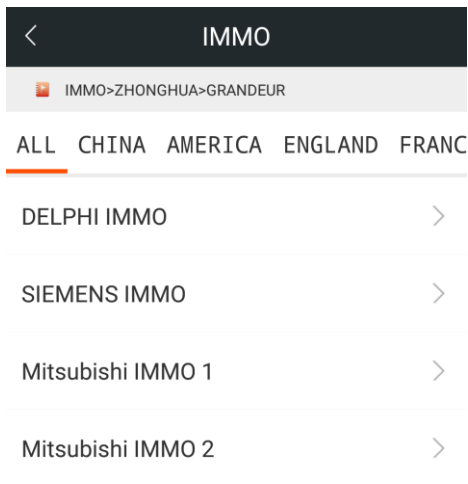 IMMO
IMMO>ZHONGHUA>GRANDEUR
ALL CHINA AMERICA ENGLAND FRANC
DELPHI IMMO
SIEMENS IMMO
Mitsubishi IMMO 1
Mitsubishi IMMO 2